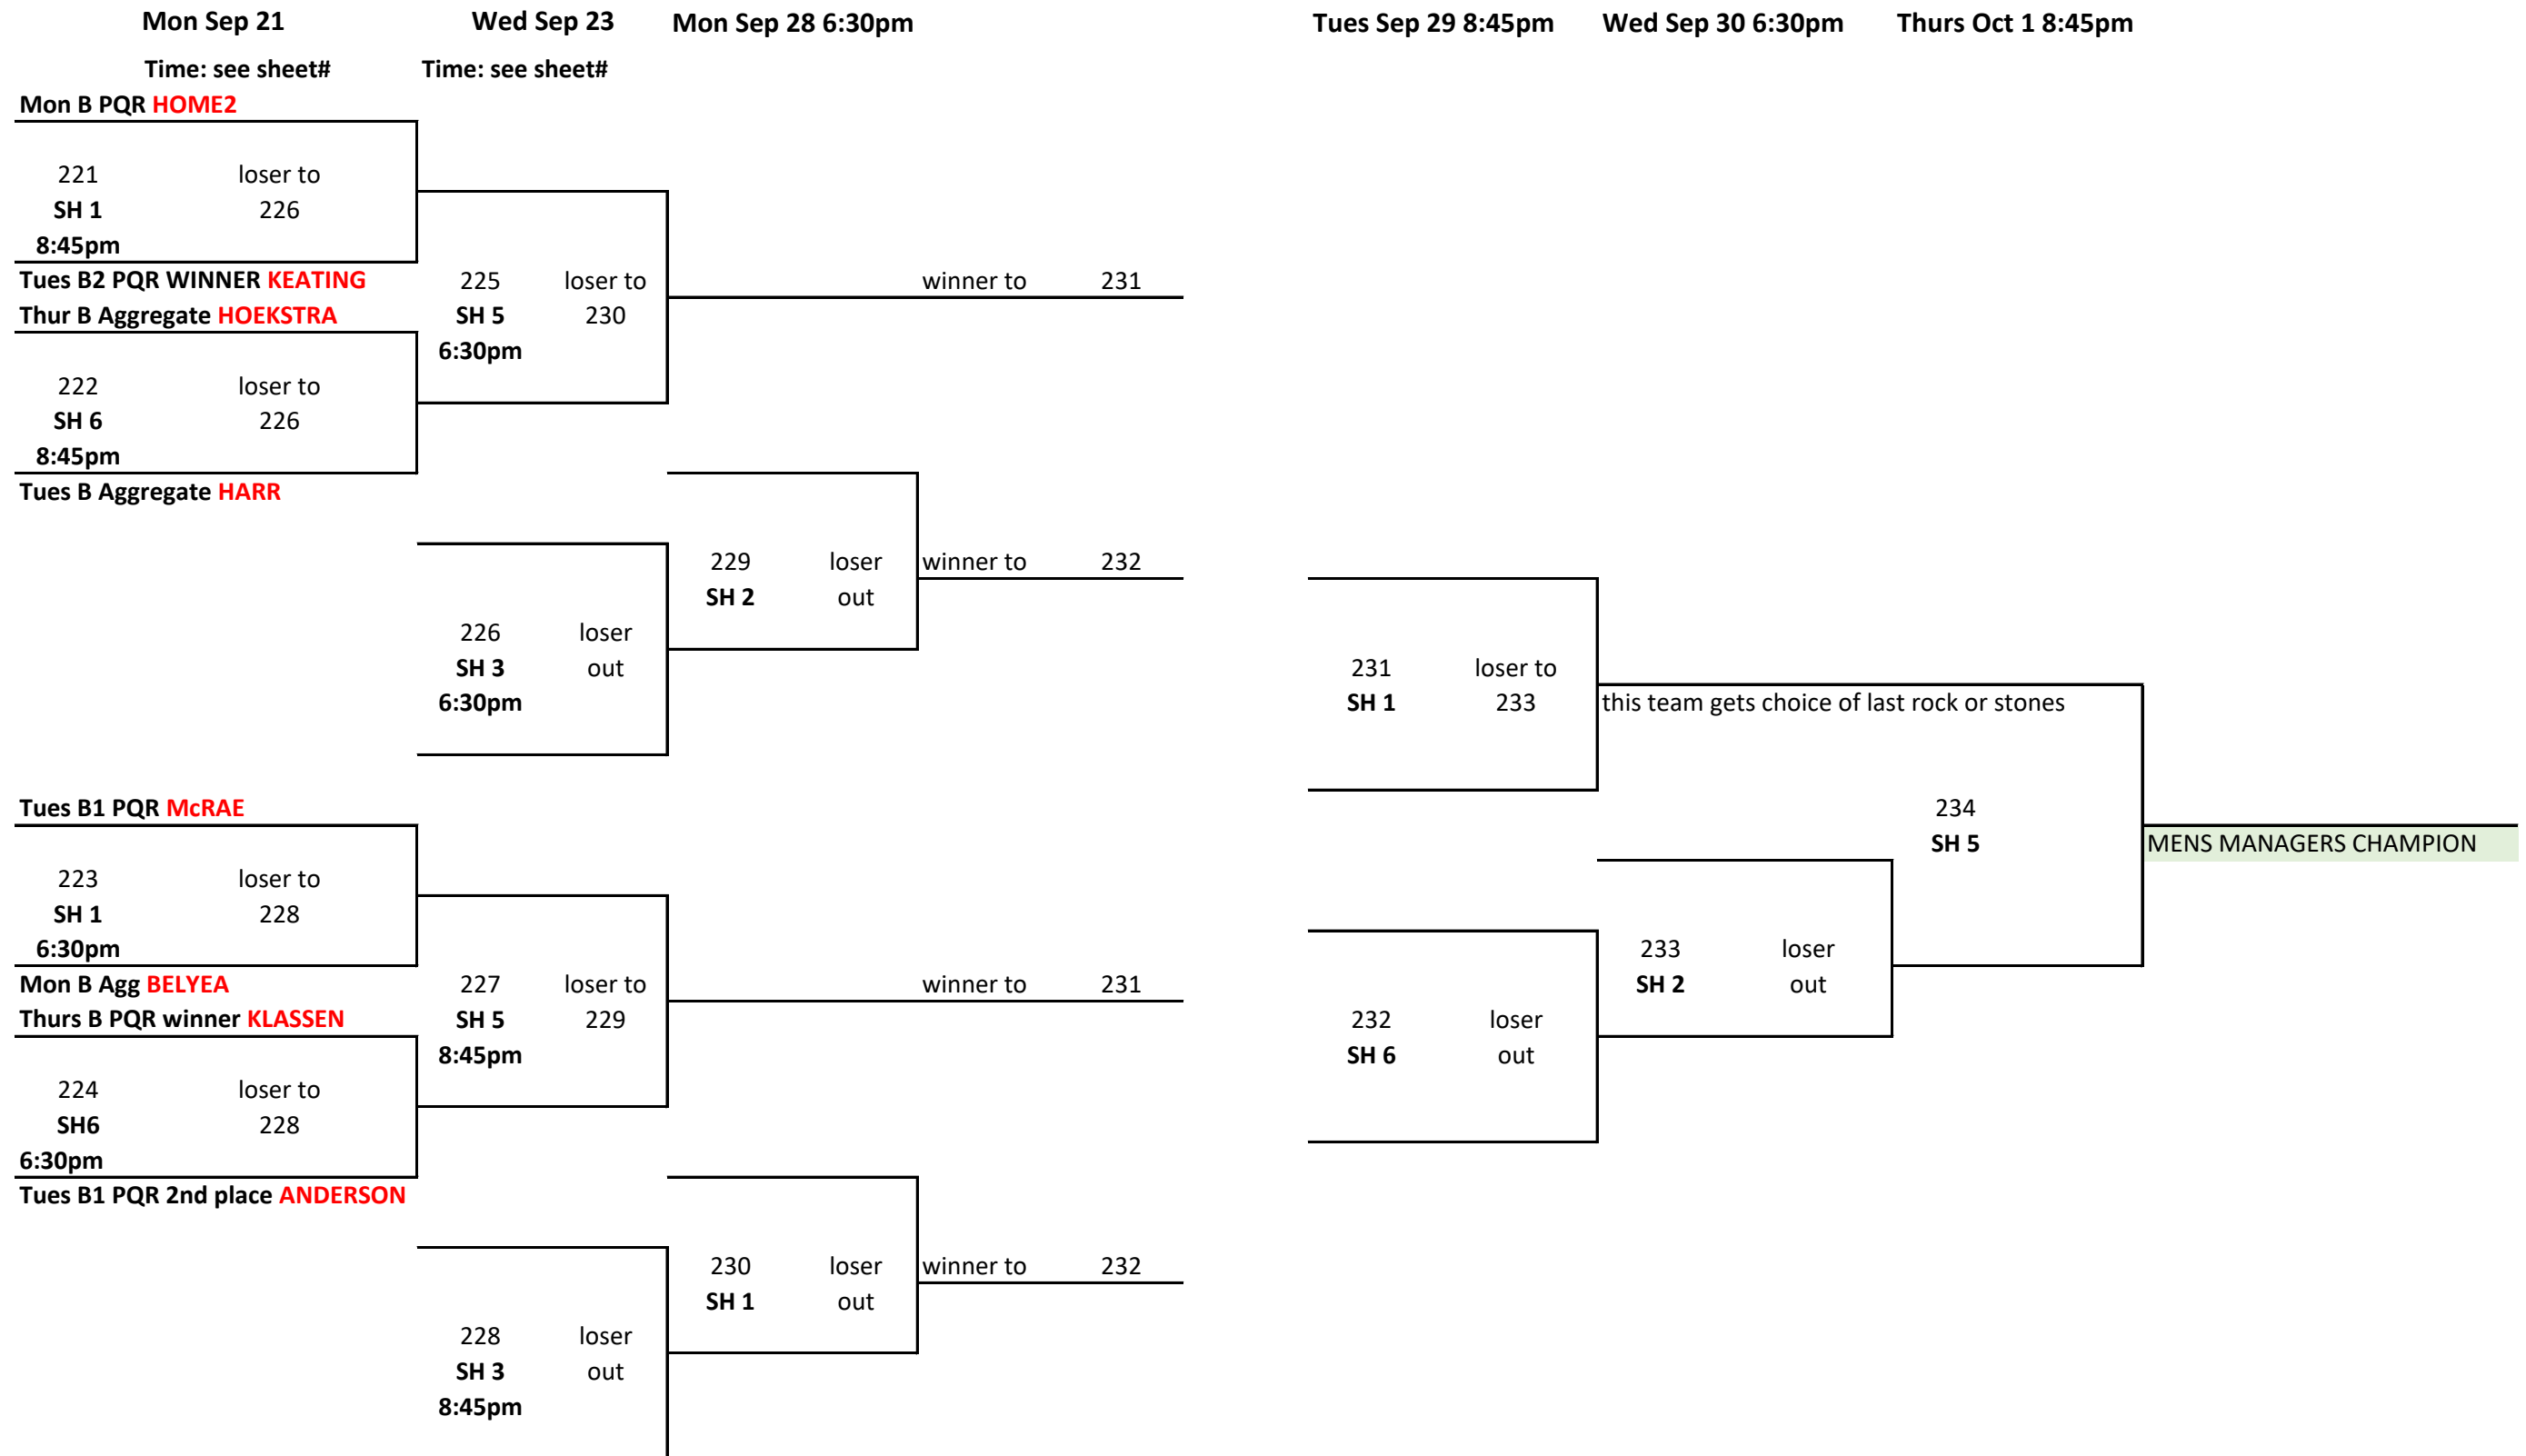 Mon Sep 21 Wed Sep 23 Mon Sep 28 6:30pm Tues Sep 29 8:45pm Wed Sep 30 6:30pm Thurs Oct 1 8:45pm
Time: see sheet# Time: see sheet#
Mon B PQR HOME2
221 loser to
SH 1 226
8:45pm
Tues B2 PQR WINNER KEATING 225 loser to winner to 231
Thur B Aggregate HOEKSTRA SH 5 230
6:30pm
222 loser to
SH 6 226
8:45pm
Tues B Aggregate HARR
229 loser winner to 232
SH 2 out
226 loser
SH 3 out 231 loser to
6:30pm SH 1 233 this team gets choice of last rock or stones
Tues B1 PQR McRAE 234
SH 5 MENS MANAGERS CHAMPION
223 loser to
SH 1 228
6:30pm 233 loser
Mon B Agg BELYEA 227 loser to winner to 231 SH 2 out
Thurs B PQR winner KLASSEN SH 5 229 232 loser
8:45pm SH 6 out
224 loser to
SH6 228
6:30pm
Tues B1 PQR 2nd place ANDERSON
230 loser winner to 232
SH 1 out
228 loser
SH 3 out
8:45pm